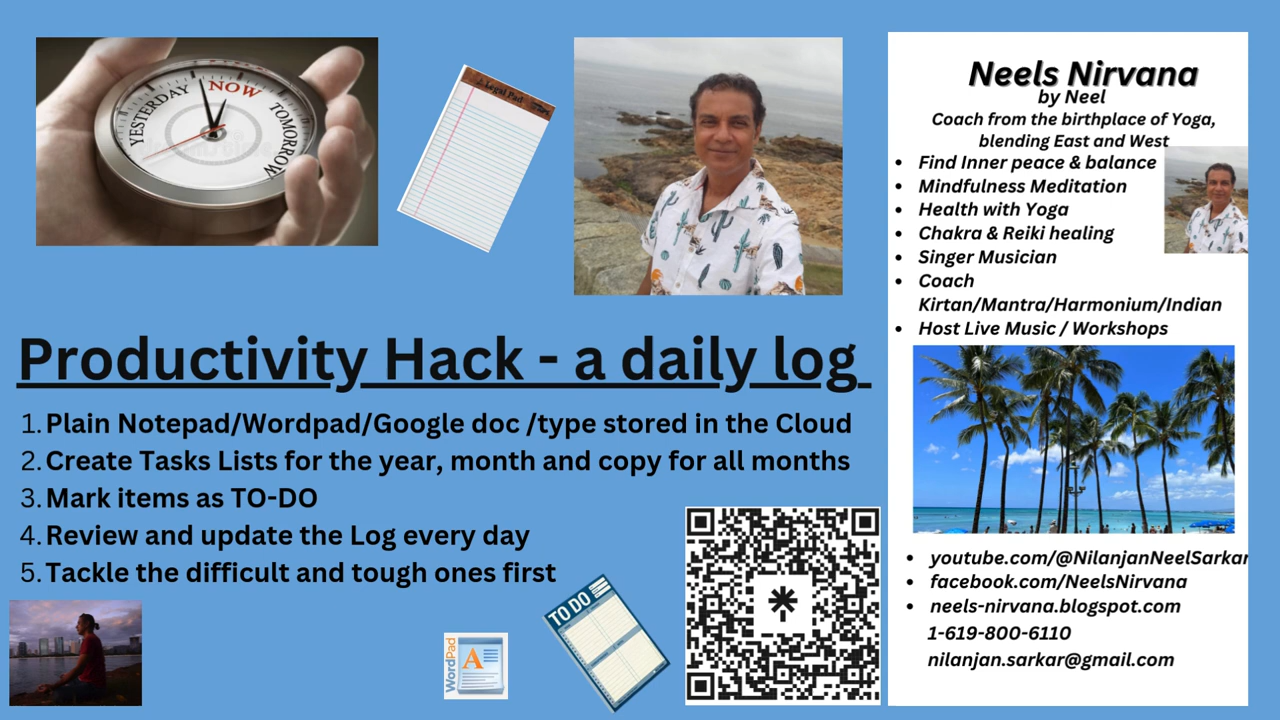 YESTERDAY NOW TOMORROW
Legal Pad
Productivity Hack - a daily log
1. Plain Notepad/Wordpad/Google doc /type stored in the Cloud
2. Create Tasks Lists for the year, month and copy for all months
3. Mark items as TO-DO
4. Review and update the Log every day
5. Tackle the difficult and tough ones first
WordPad
A
TO DO
Neels Nirvana
by Neel
Coach from the birthplace of Yoga,
blending East and West
• Find Inner peace & balance
• Mindfulness Meditation
• Health with Yoga
• Chakra & Reiki healing
• Singer Musician
• Coach
Kirtan/Mantra/Harmonium/Indian
• Host Live Music / Workshops
• youtube.com/@NilanjanNeelSarkar
• facebook.com/NeelsNirvana
• neels-nirvana.blogspot.com
1-619-800-6110
nilanjan.sarkar@gmail.com